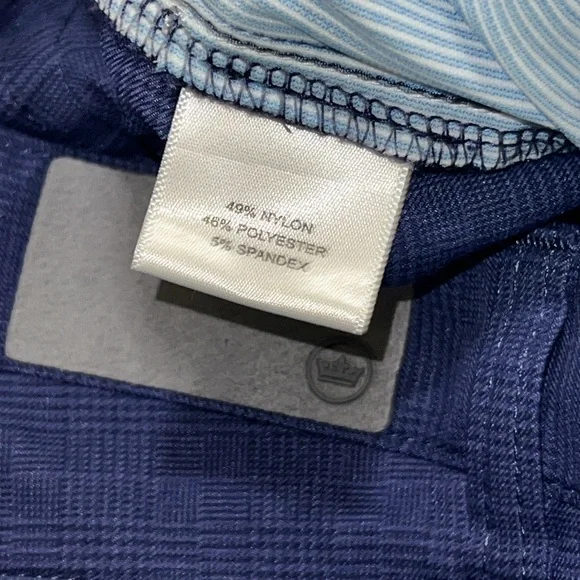 49% NYLON
46% POLYESTER
5% SPANDEX